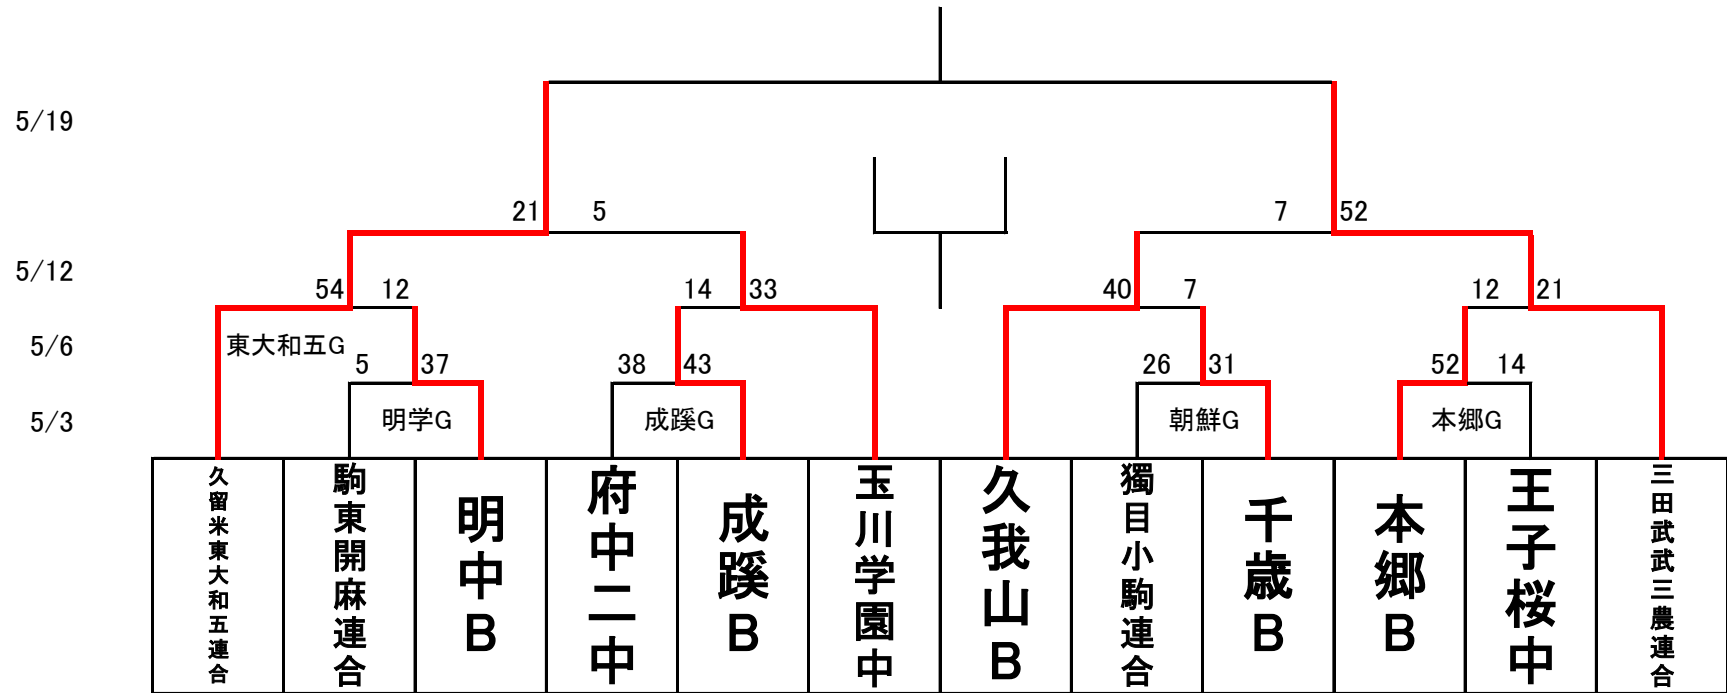 5/19
21 5 7 52
5/12
54 12 14 33 40 7 12 21
東大和五G
5/6
5 37 38 43 26 31 52 14
5/3
明学G 成蹊G 朝鮮G 本郷G
久留米東大和五連合
駒東開麻連合
明中B
府中二中
成蹊B
玉川学園中
久我山B
獨目小駒連合
千歳B
本郷B
王子桜中
三田武武三農連合